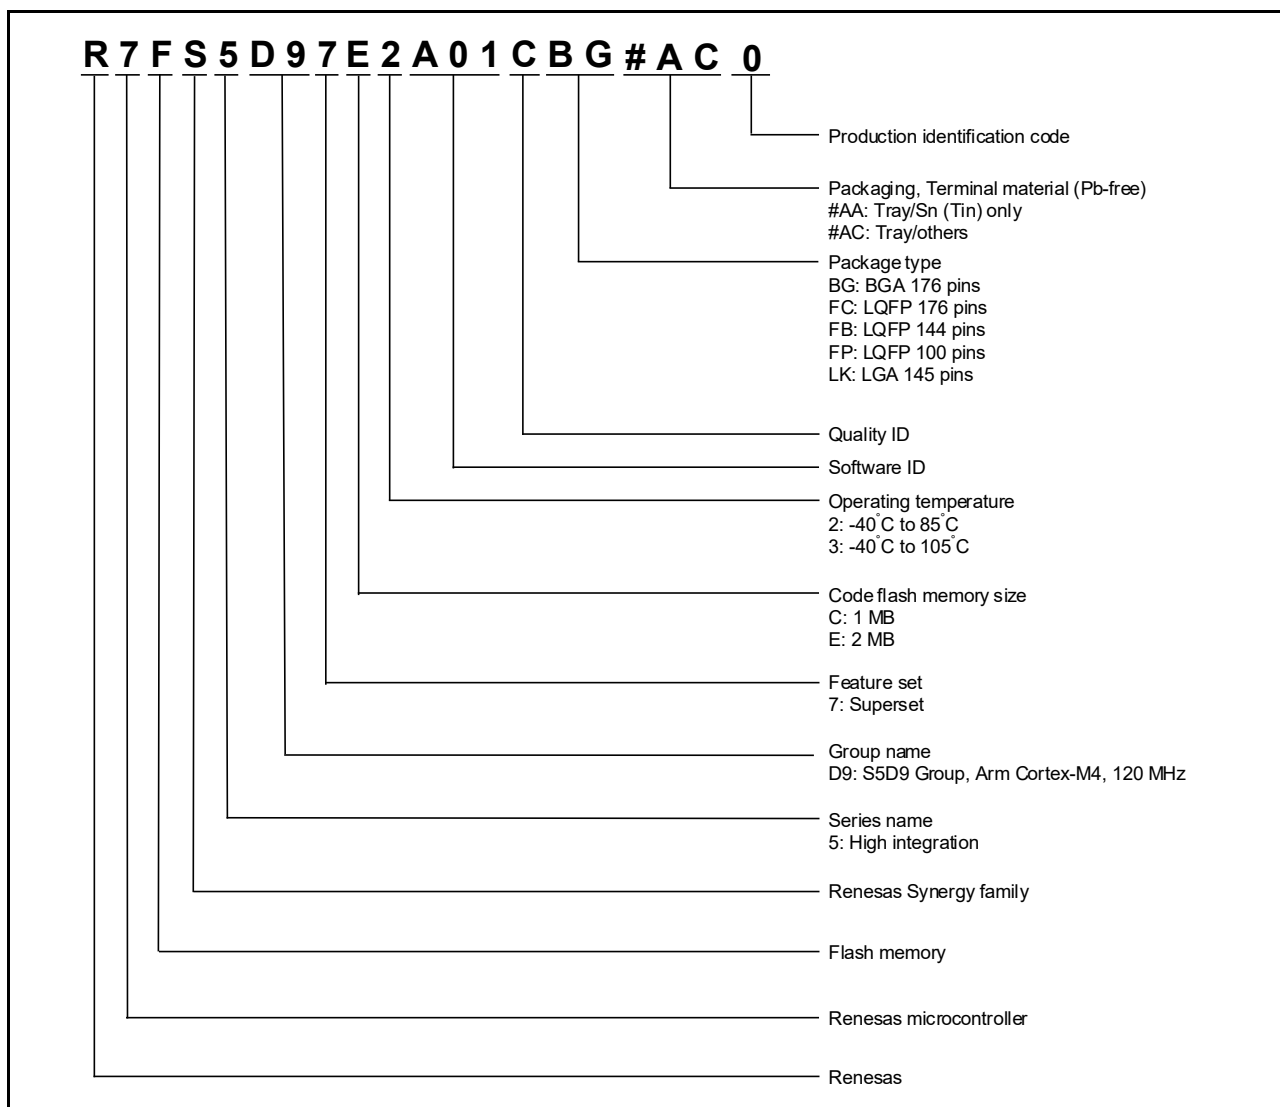 R7FS5D97E2A01CBG#AC0
Production identification code
Packaging, Terminal material (Pb-free)
#AA: Tray/Sn (Tin) only
#AC: Tray/others
Package type
BG: BGA 176 pins
FC: LQFP 176 pins
FB: LQFP 144 pins
FP: LQFP 100 pins
LK: LGA 145 pins
Quality ID
Software ID
Operating temperature
2: -40°C to 85°C
3: -40°C to 105°C
Code flash memory size
C: 1 MB
E: 2 MB
Feature set
7: Superset
Group name
D9: S5D9 Group, Arm Cortex-M4, 120 MHz
Series name
5: High integration
Renesas Synergy family
Flash memory
Renesas microcontroller
Renesas